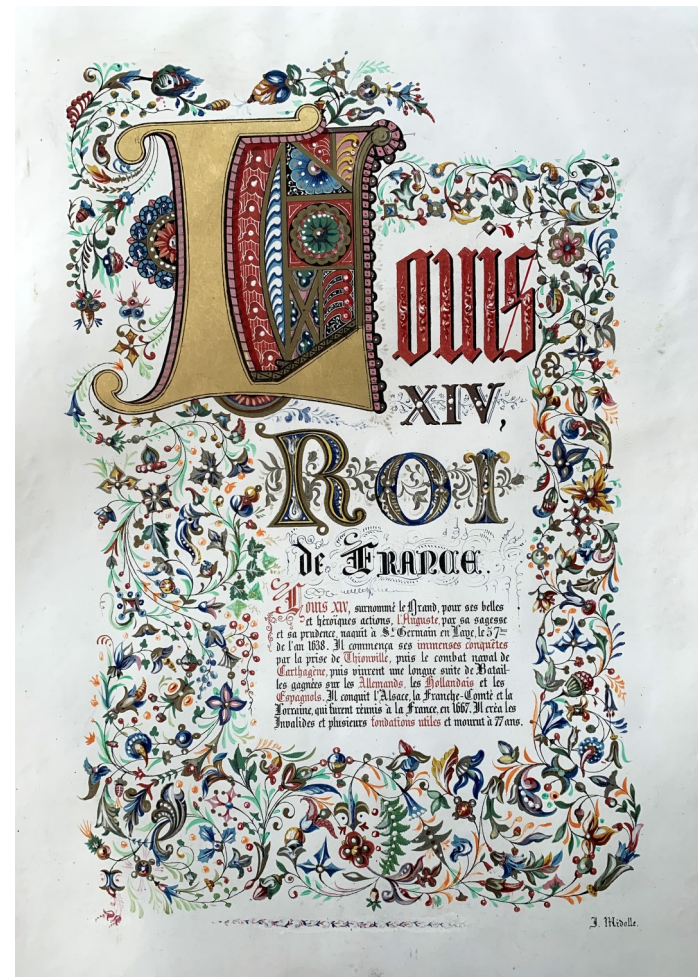 Louis
XIV,
ROI
de FRANCE.
Louis XIV, surnommé le Grand, pour ses belles
et héroïques actions, l'Auguste, par sa sagesse
et sa prudence, naquit à St. Germain en Laye, le 5 7bre
de l'an 1638. Il commença ses immenses conquêtes
par la prise de Thionville, puis le combat naval de
Carthagène, puis vinrent une longue suite de Batail-
les gagnées sur les Allemands, les Hollandais et les
Espagnols. Il conquit l'Alsace, la Franche-Comté et la
Lorraine, qui furent réunis à la France, en 1667. Il créa les
Invalides et plusieurs fondations utiles et mourut à 77 ans.
J. Midolle.